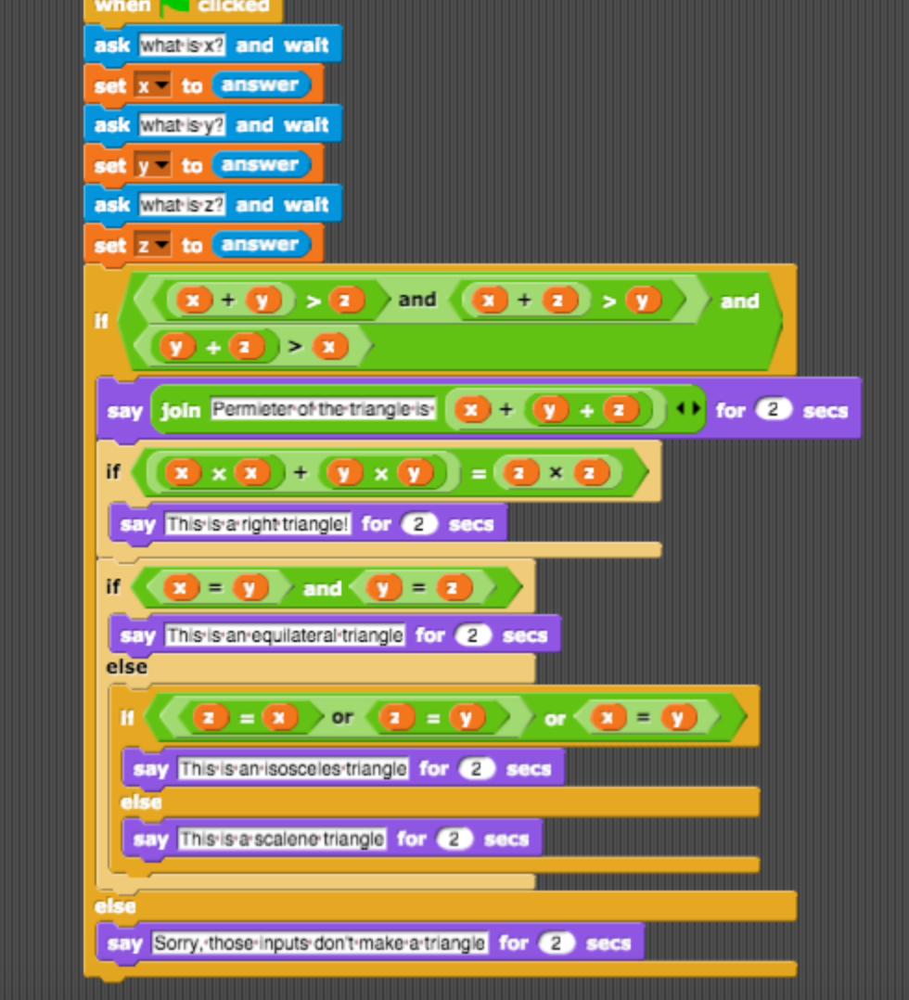 when clicked
ask what is x? and wait
set x to answer
ask what is y? and wait
set y to answer
ask what is z? and wait
set z to answer
if x + y > z and x + z > y and
y + z > x
say join Permieter of the triangle is x + y + z for 2 secs
if x × x + y × y = z × z
say This is a right triangle! for 2 secs
if x = y and y = z
say This is an equilateral triangle for 2 secs
else
if z = x or z = y or x = y
say This is an isosceles triangle for 2 secs
else
say This is a scalene triangle for 2 secs
else
say Sorry, those inputs don't make a triangle for 2 secs